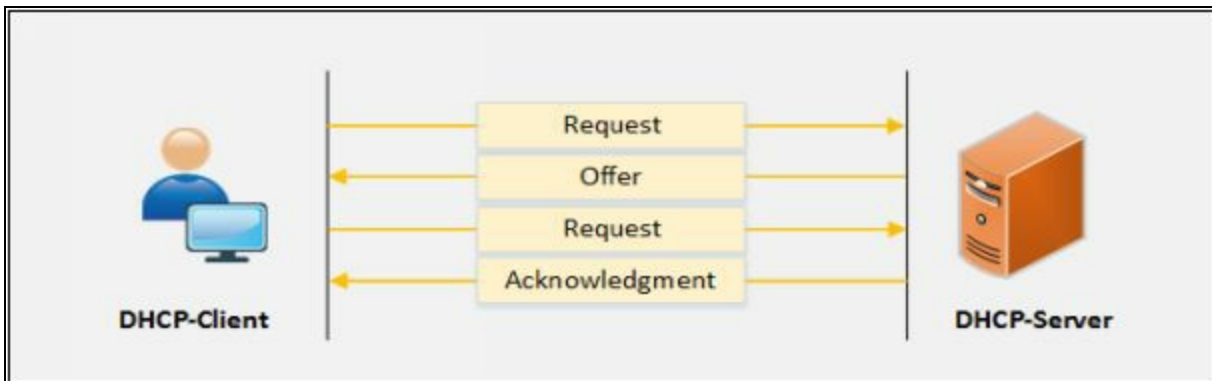 Request
Offer
Request
Acknowledgment
DHCP-Client
DHCP-Server